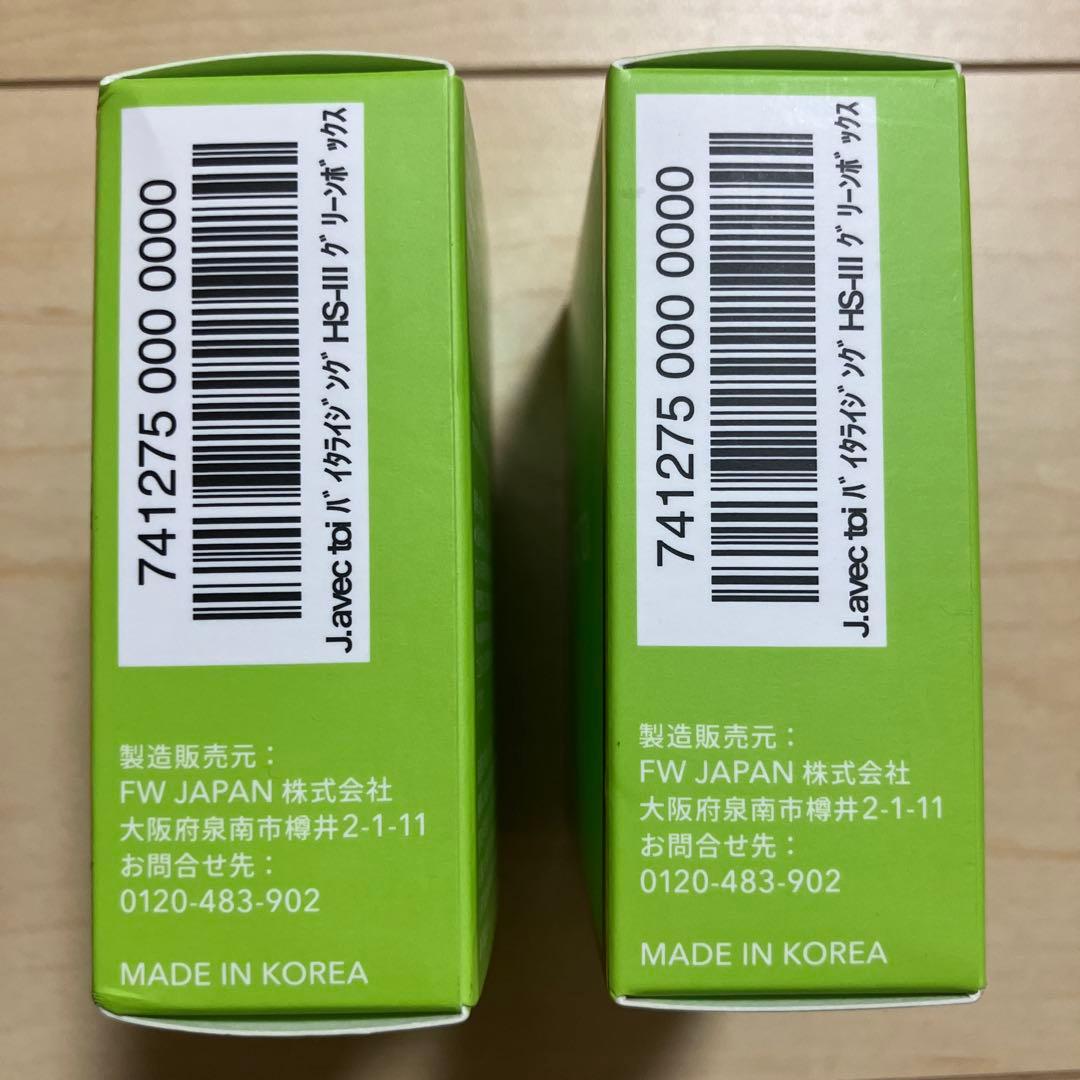 741275 000 0000
J.avec toi ﾊﾞｲﾀﾗｲｼﾞﾝｸﾞ HS-III ｸﾞﾘｰﾝﾎﾞｯｸｽ
製造販売元：
FW JAPAN 株式会社
大阪府泉南市樽井2-1-11
お問合せ先：
0120-483-902
MADE IN KOREA
741275 000 0000
J.avec toi ﾊﾞｲﾀﾗｲｼﾞﾝｸﾞ HS-III ｸﾞﾘｰﾝﾎﾞｯｸｽ
製造販売元：
FW JAPAN 株式会社
大阪府泉南市樽井2-1-11
お問合せ先：
0120-483-902
MADE IN KOREA